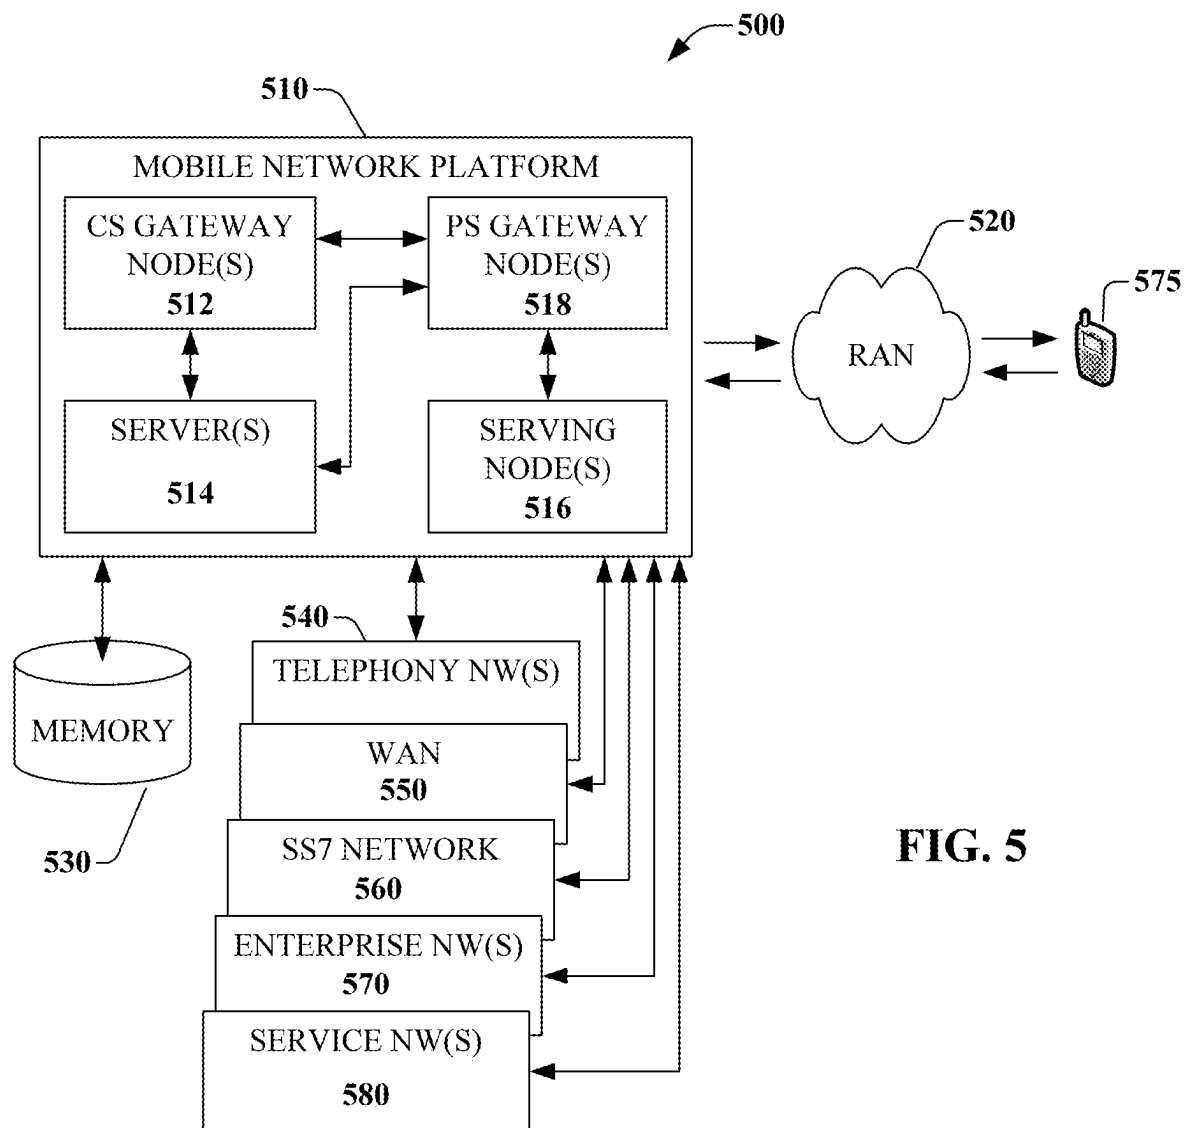 500
510
MOBILE NETWORK PLATFORM
CS GATEWAY
NODE(S)
512
PS GATEWAY
NODE(S)
518
SERVER(S)
514
SERVING
NODE(S)
516
520
RAN
575
540
TELEPHONY NW(S)
MEMORY
530
WAN
550
SS7 NETWORK
560
ENTERPRISE NW(S)
570
SERVICE NW(S)
580
FIG. 5